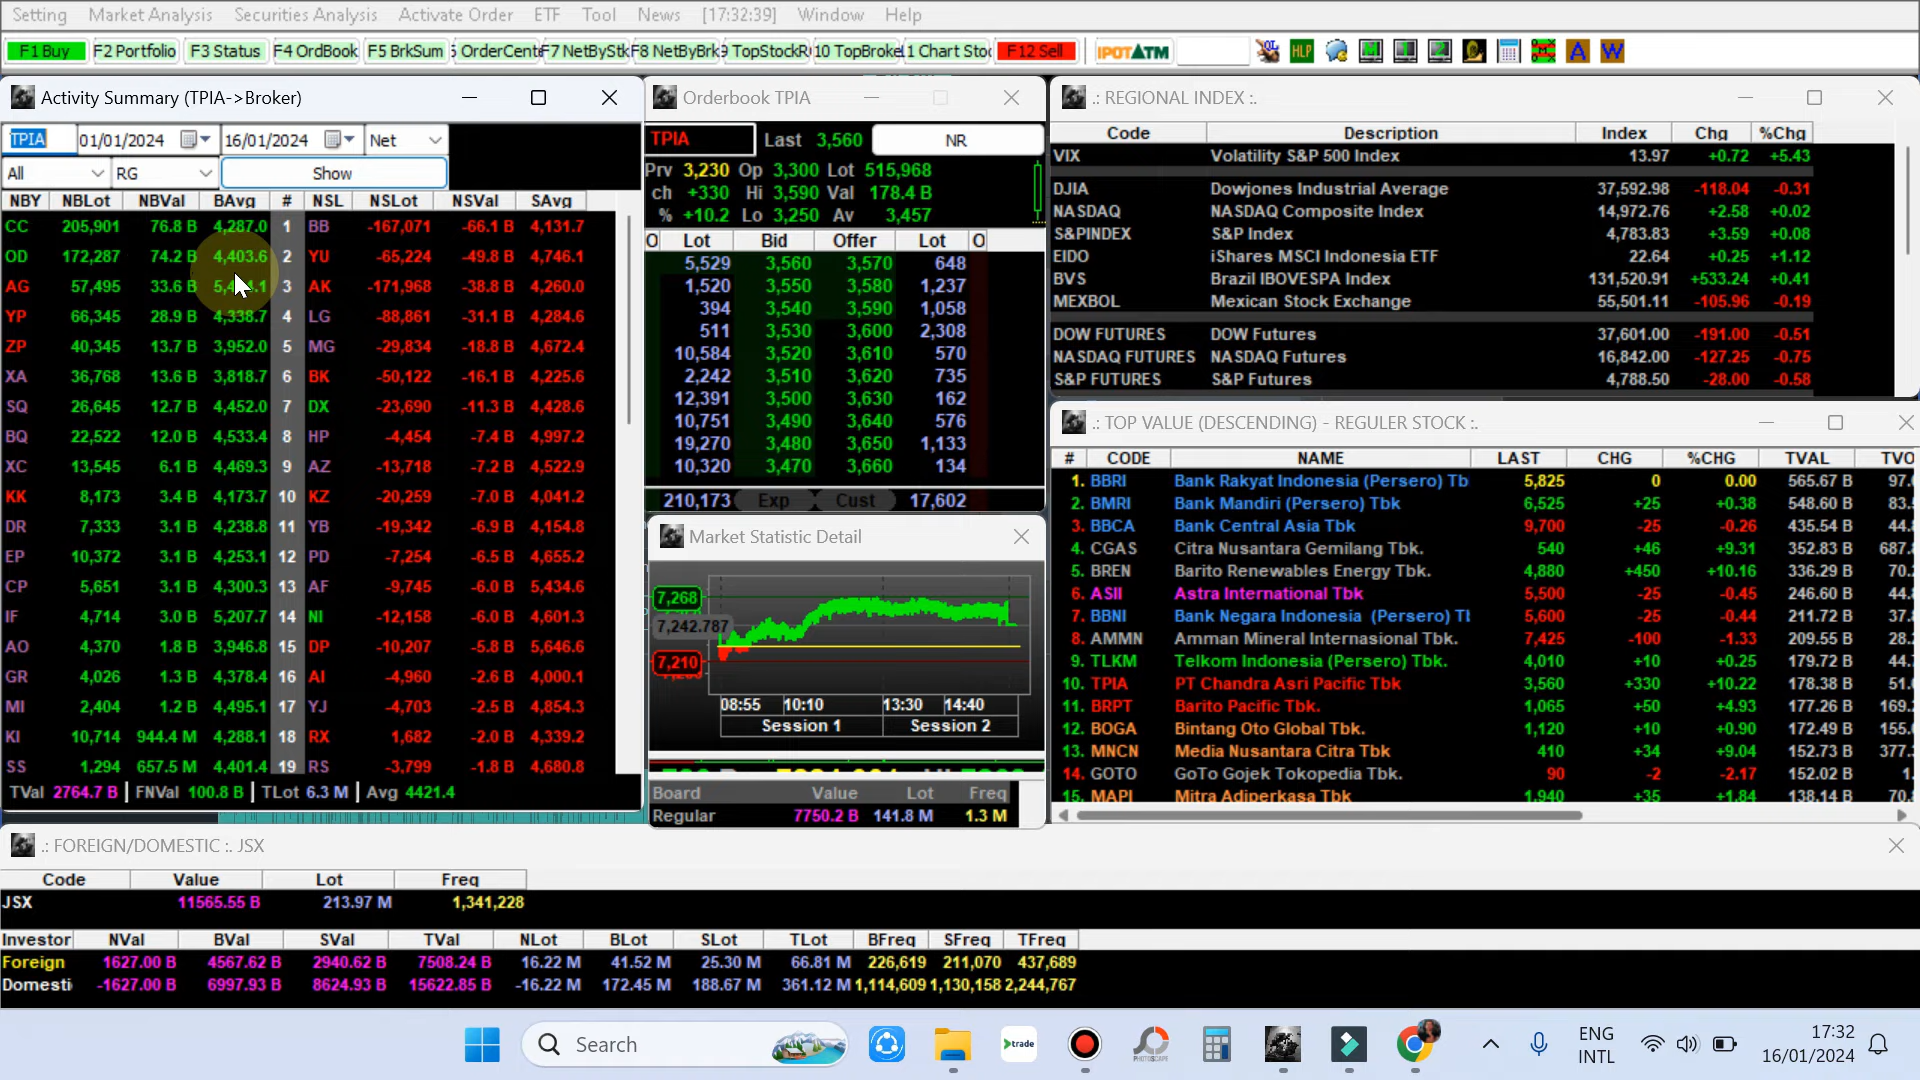 Setting Market Analysis Securities Analysis Activate Order ETF Tool News [17:32:39] Window Help
F1 Buy F2 Portfolio F3 Status F4 OrdBook F5 BrkSum OrderCent F7 NetByStk F8 NetByBrk TopStock 10 TopBroke 1 Chart Sto F12 Sell IPOTATM QL HLP A W
Activity Summary (TPIA->Broker)
TPIA 01/01/2024 16/01/2024 Net
All RG Show
NBY NBLot NBVal BAvg # NSL NSLot NSVal SAvg
CC 205,901 76.8 B 4,287.0 1 BB -167,071 -66.1 B 4,131.7
OD 172,287 74.2 B 4,403.6 2 YU -65,224 -49.8 B 4,746.1
AG 57,495 33.6 B 3 AK -171,968 -38.8 B 4,260.0
YP 66,345 28.9 B 4,338.7 4 LG -88,861 -31.1 B 4,284.6
ZP 40,345 13.7 B 3,952.0 5 MG -29,834 -18.8 B 4,672.4
XA 36,768 13.6 B 3,818.7 6 BK -50,122 -16.1 B 4,225.6
SQ 26,645 12.7 B 4,452.0 7 DX -23,690 -11.3 B 4,428.6
BQ 22,522 12.0 B 4,533.4 8 HP -4,454 -7.4 B 4,997.2
XC 13,545 6.1 B 4,469.3 9 AZ -13,718 -7.2 B 4,522.9
KK 8,173 3.4 B 4,173.7 10 KZ -20,259 -7.0 B 4,041.2
DR 7,333 3.1 B 4,238.8 11 YB -19,342 -6.9 B 4,154.8
EP 10,372 3.1 B 4,253.1 12 PD -7,254 -6.5 B 4,655.2
CP 5,651 3.1 B 4,300.3 13 AF -9,745 -6.0 B 5,434.6
IF 4,714 3.0 B 5,207.7 14 NI -12,158 -6.0 B 4,601.3
AO 4,370 1.8 B 3,946.8 15 DP -10,207 -5.8 B 5,646.6
GR 4,026 1.3 B 4,378.4 16 AI -4,960 -2.6 B 4,000.1
MI 2,404 1.2 B 4,495.1 17 YJ -4,703 -2.5 B 4,854.3
KI 10,714 944.4 M 4,288.1 18 RX 1,682 -2.0 B 4,339.2
SS 1,294 657.5 M 4,401.4 19 RS -3,799 -1.8 B 4,680.8
TVal 2764.7 B FNVal 100.8 B TLot 6.3 M Avg 4421.4
Orderbook TPIA
TPIA Last 3,560 NR
Prv 3,230 Op 3,300 Lot 515,968
ch +330 Hi 3,590 Val 178.4 B
% +10.2 Lo 3,250 Av 3,457
O Lot Bid Offer Lot O
5,529 3,560 3,570 648
1,520 3,550 3,580 1,237
394 3,540 3,590 1,058
511 3,530 3,600 2,308
10,584 3,520 3,610 570
2,242 3,510 3,620 735
12,391 3,500 3,630 162
10,751 3,490 3,640 576
19,270 3,480 3,650 1,133
10,320 3,470 3,660 134
210,173 Exp Cust 17,602
Market Statistic Detail
7,268
7,242.787
7,210
08:55 10:10 13:30 14:40
Session 1 Session 2
Board Value Lot Freq
Regular 7750.2 B 141.8 M 1.3 M
.: REGIONAL INDEX :.
Code Description Index Chg %Chg
VIX Volatility S&P 500 Index 13.97 +0.72 +5.43
DJIA Dowjones Industrial Average 37,592.98 -118.04 -0.31
NASDAQ NASDAQ Composite Index 14,972.76 +2.58 +0.02
S&PINDEX S&P Index 4,783.83 +3.59 +0.08
EIDO iShares MSCI Indonesia ETF 22.64 +0.25 +1.12
BVS Brazil IBOVESPA Index 131,520.91 +533.24 +0.41
MEXBOL Mexican Stock Exchange 55,501.11 -105.96 -0.19
DOW FUTURES DOW Futures 37,601.00 -191.00 -0.51
NASDAQ FUTURES NASDAQ Futures 16,842.00 -127.25 -0.75
S&P FUTURES S&P Futures 4,788.50 -28.00 -0.58
.: TOP VALUE (DESCENDING) - REGULER STOCK :.
# CODE NAME LAST CHG %CHG TVAL TVO
1. BBRI Bank Rakyat Indonesia (Persero) Tb 5,825 0 0.00 565.67 B 97.
2. BMRI Bank Mandiri (Persero) Tbk 6,525 +25 +0.38 548.60 B 83.
3. BBCA Bank Central Asia Tbk 9,700 -25 -0.26 435.54 B 44.
4. CGAS Citra Nusantara Gemilang Tbk. 540 +46 +9.31 352.83 B 687.
5. BREN Barito Renewables Energy Tbk. 4,880 +450 +10.16 336.29 B 70.
6. ASII Astra International Tbk 5,500 -25 -0.45 246.60 B 44.
7. BBNI Bank Negara Indonesia (Persero) Tl 5,600 -25 -0.44 211.72 B 37.
8. AMMN Amman Mineral Internasional Tbk. 7,425 -100 -1.33 209.55 B 28.
9. TLKM Telkom Indonesia (Persero) Tbk. 4,010 +10 +0.25 179.72 B 44.
10. TPIA PT Chandra Asri Pacific Tbk 3,560 +330 +10.22 178.38 B 51.
11. BRPT Barito Pacific Tbk. 1,065 +50 +4.93 177.26 B 169.
12. BOGA Bintang Oto Global Tbk. 1,120 +10 +0.90 172.49 B 155.
13. MNCN Media Nusantara Citra Tbk 410 +34 +9.04 152.73 B 377.
14. GOTO GoTo Gojek Tokopedia Tbk. 90 -2 -2.17 152.02 B 1.
15. MAPI Mitra Adiperkasa Tbk 1,940 +35 +1.84 138.14 B 70.
.: FOREIGN/DOMESTIC :. JSX
Code Value Lot Freq
JSX 11565.55 B 213.97 M 1,341,228
Investor NVal BVal SVal TVal NLot BLot SLot TLot BFreq SFreq TFreq
Foreign 1627.00 B 4567.62 B 2940.62 B 7508.24 B 16.22 M 41.52 M 25.30 M 66.81 M 226,619 211,070 437,689
Domesti -1627.00 B 6997.93 B 8624.93 B 15622.85 B -16.22 M 172.45 M 188.67 M 361.12 M 1,114,609 1,130,158 2,244,767
Search trade PHOTOSCAPE ENG INTL 17:32 16/01/2024